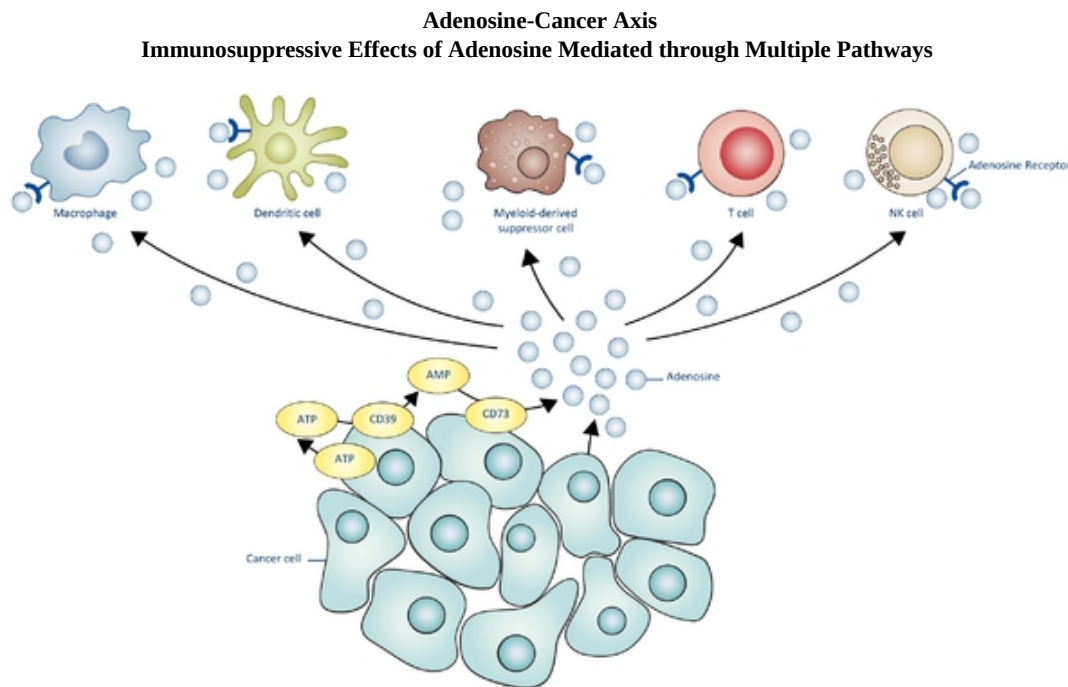 Adenosine-Cancer Axis
Immunosuppressive Effects of Adenosine Mediated through Multiple Pathways
Adenosine Receptor
Macrophage
Dendritic cell
Myeloid-derived
suppressor cell
T cell
NK cell
AMP
Adenosine
ATP
CD39
CD73
ATP
Cancer cell